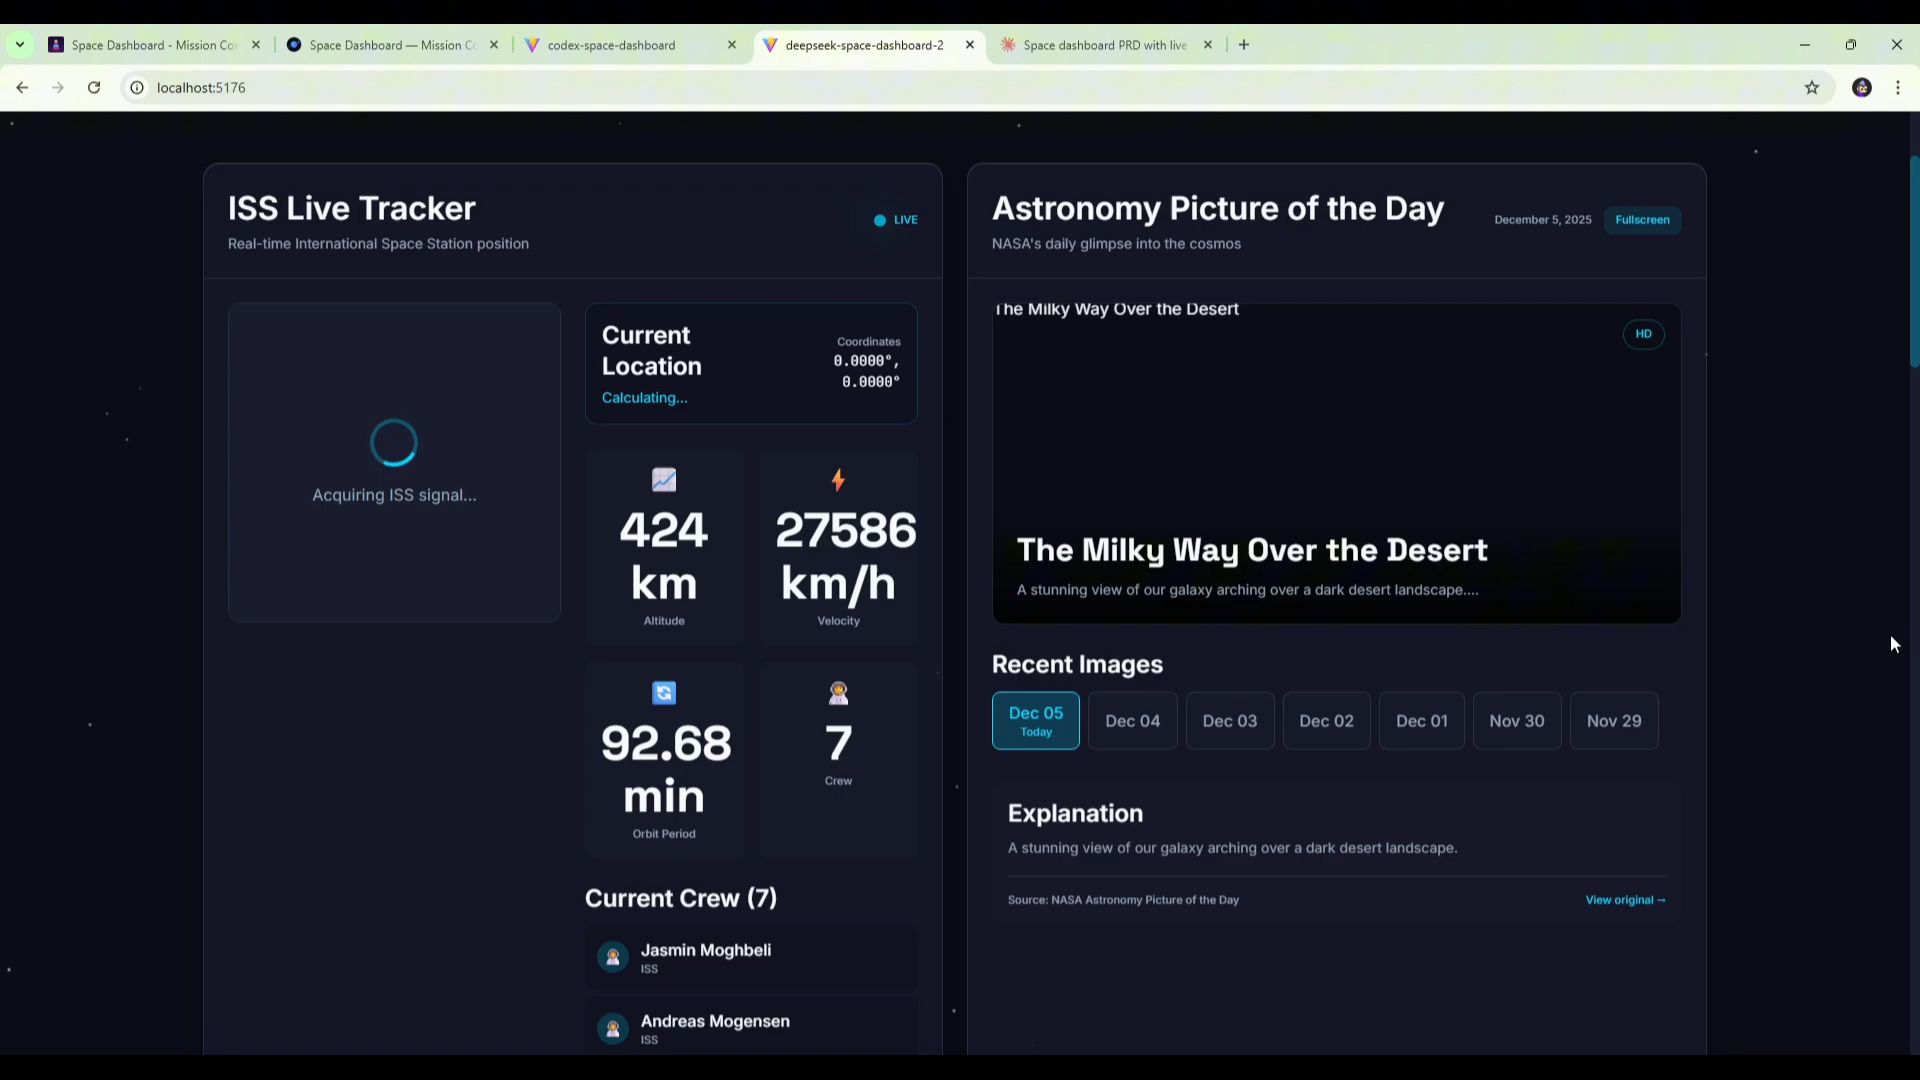 Space Dashboard - Mission Co
Space Dashboard — Mission Co
codex-space-dashboard
deepseek-space-dashboard-2
Space dashboard PRD with live
localhost:5176
ISS Live Tracker
Real-time International Space Station position
LIVE
Acquiring ISS signal...
Current
Location
Calculating...
Coordinates
0.0000°,
0.0000°
424
km
Altitude
27586
km/h
Velocity
92.68
min
Orbit Period
7
Crew
Current Crew (7)
Jasmin Moghbeli
ISS
Andreas Mogensen
ISS
Astronomy Picture of the Day
NASA's daily glimpse into the cosmos
December 5, 2025
Fullscreen
The Milky Way Over the Desert
HD
The Milky Way Over the Desert
A stunning view of our galaxy arching over a dark desert landscape....
Recent Images
Dec 05
Today
Dec 04
Dec 03
Dec 02
Dec 01
Nov 30
Nov 29
Explanation
A stunning view of our galaxy arching over a dark desert landscape.
Source: NASA Astronomy Picture of the Day
View original →